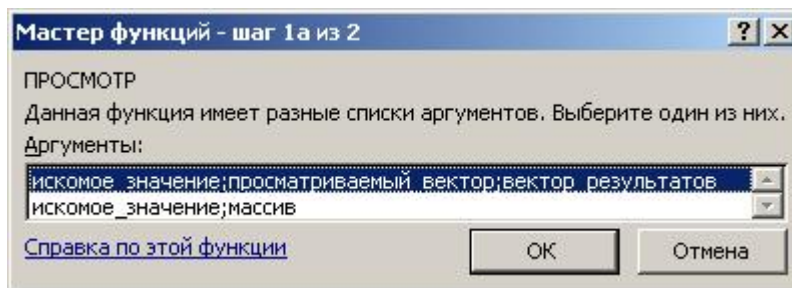 Мастер функций - шаг 1а из 2
ПРОСМОТР
Данная функция имеет разные списки аргументов. Выберите один из них.
Аргументы:
искомое_значение;просматриваемый_вектор;вектор_результатов
искомое_значение;массив
Справка по этой функции
ОК
Отмена